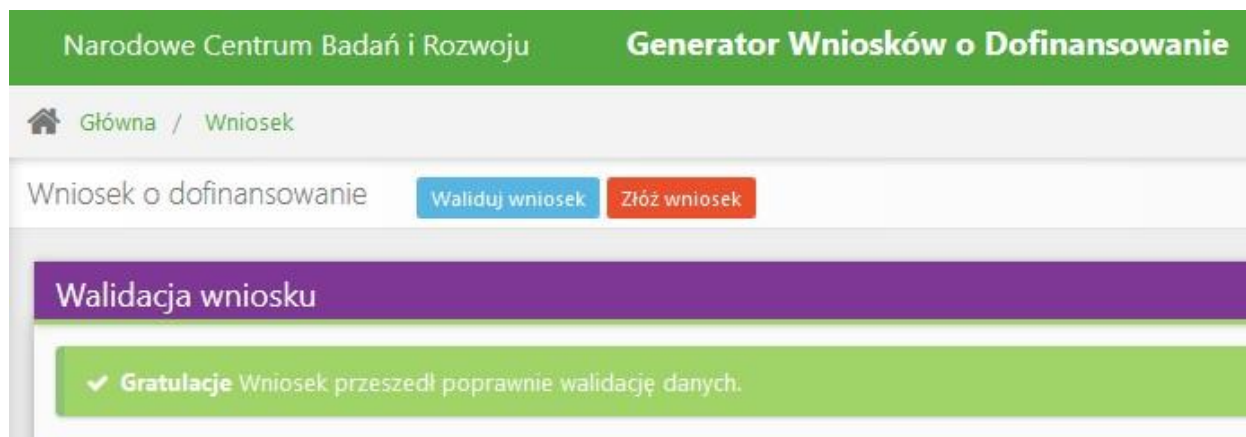 Narodowe Centrum Badań i Rozwoju Generator Wniosków o Dofinansowanie
Główna / Wniosek
Wniosek o dofinansowanie Waliduj wniosek Złóż wniosek
Walidacja wniosku
Gratulacje Wniosek przeszedł poprawnie walidację danych.